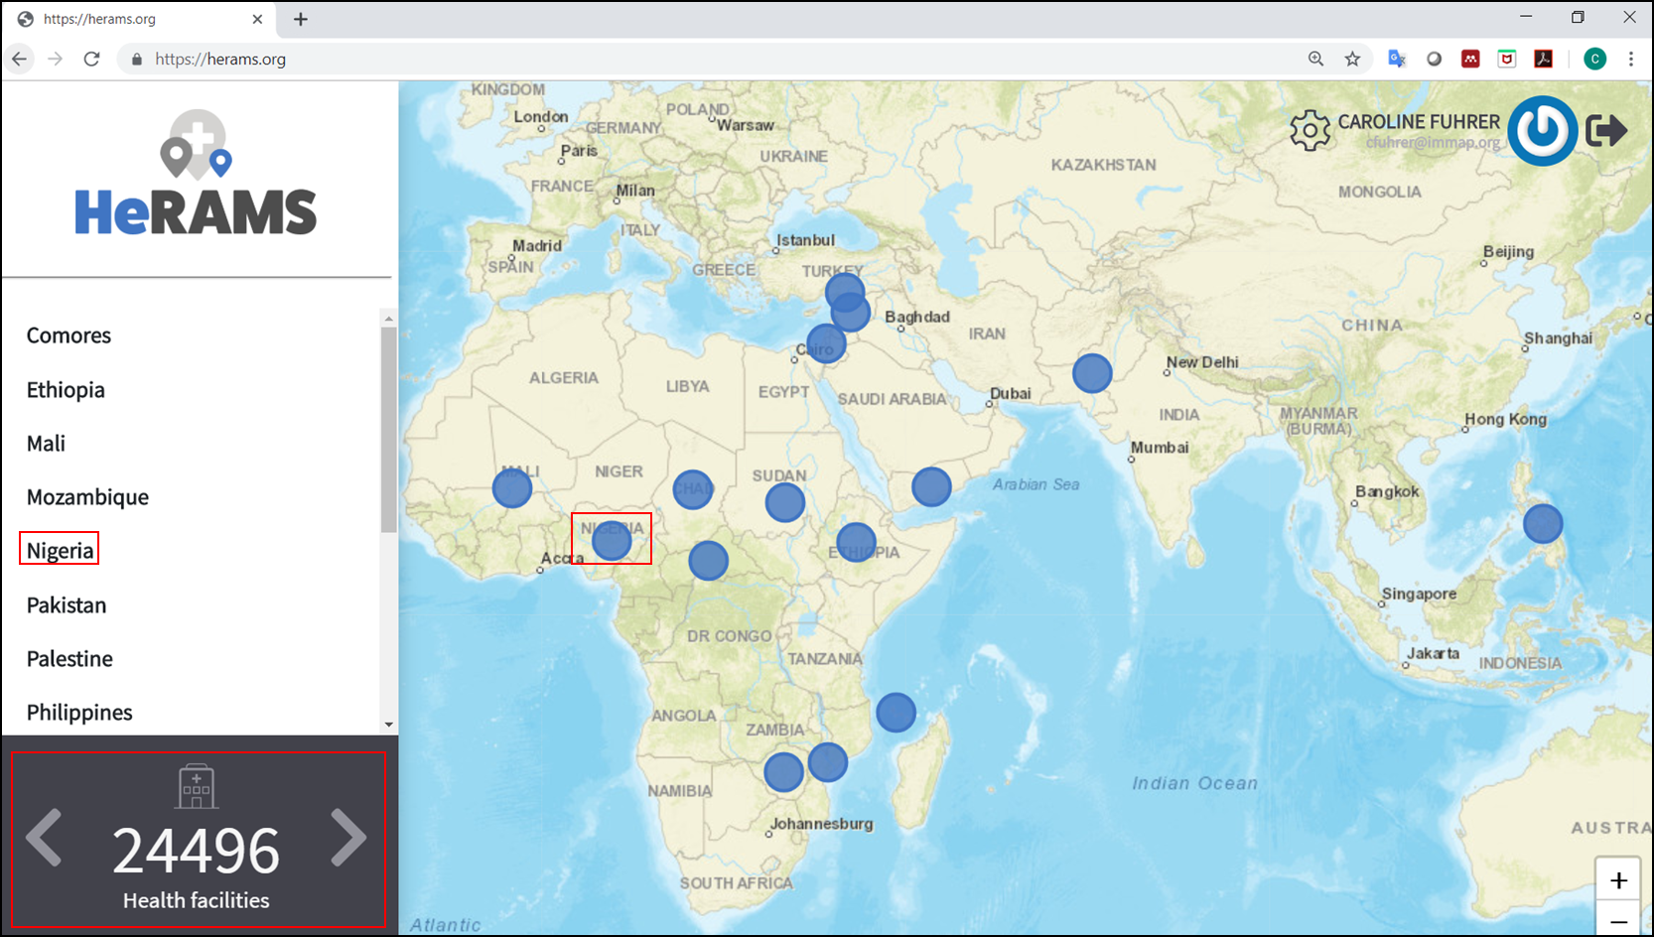 https://herams.org
https://herams.org
C
HeRAMS
Comores
Ethiopia
Mali
Mozambique
Nigeria
Pakistan
Palestine
Philippines
24496
Health facilities
CAROLINE FUHRER
cfuhrer@immap.org
KINGDOM
London
POLAND
Warsaw
GERMANY
Paris
UKRAINE
KAZAKHSTAN
FRANCE
Milan
MONGOLIA
ITALY
Madrid
SPAIN
Istanbul
GREECE
TURKEY
Beijing
Baghdad
IRAN
CHINA
Shanghai
Cairo
New Delhi
ALGERIA
LIBYA
EGYPT
SAUDI ARABIA
Dubai
INDIA
MYANMAR
(BURMA)
Hong Kong
Mumbai
MALI
NIGER
CHAD
SUDAN
Arabian Sea
Bangkok
NIGERIA
Accra
ETHIOPIA
Singapore
DR CONGO
TANZANIA
Jakarta
INDONESIA
ANGOLA
ZAMBIA
NAMIBIA
Indian Ocean
Johannesburg
AUSTRA
SOUTH AFRICA
Atlantic
+
−